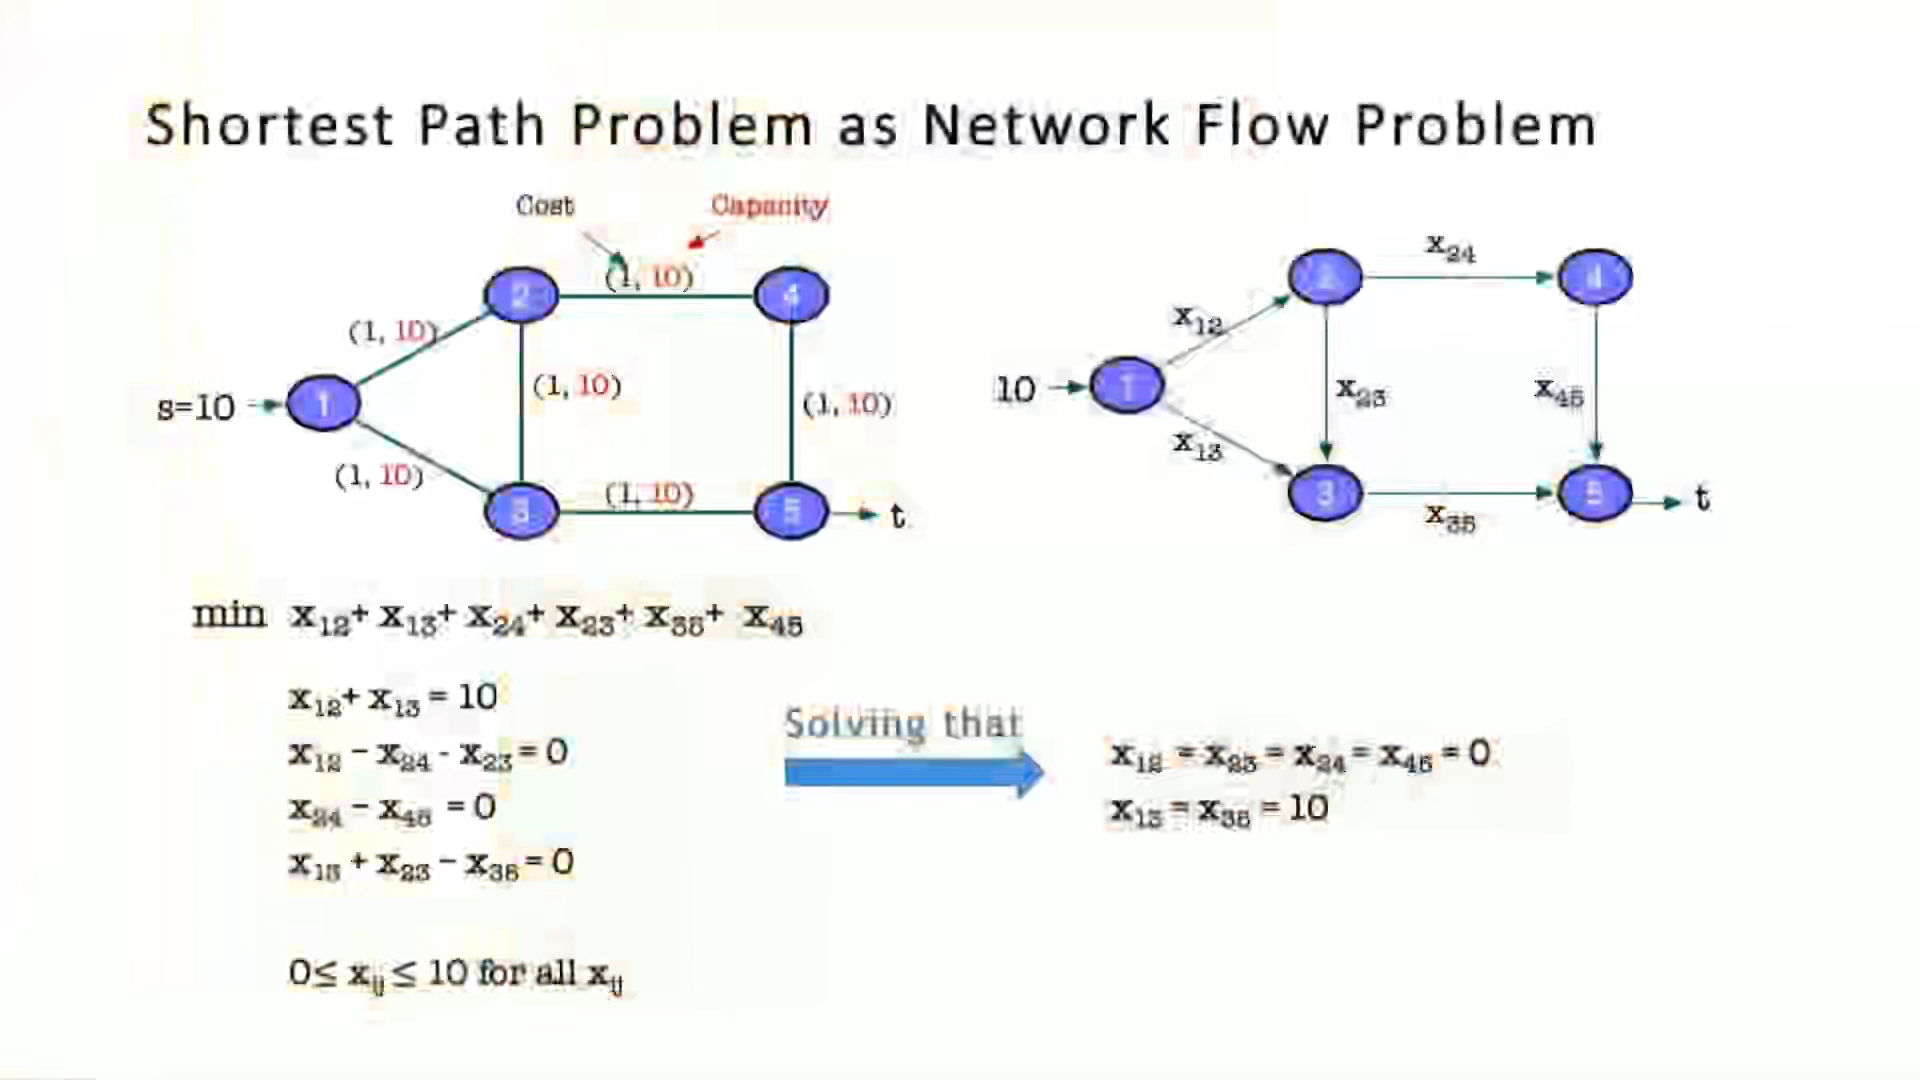 Shortest Path Problem as Network Flow Problem
Cost
Capacity
(1, 10)
2
4
(1, 10)
(1, 10)
(1, 10)
s=10
1
(1, 10)
(1, 10)
3
5
t
x24
2
4
x12
10
1
x23
x45
x13
3
5
t
x35
min x12+ x13+ x24+ x23+ x35+ x45
x12+ x13 = 10
x12 - x24 - x23 = 0
x24 - x45 = 0
x13 + x23 - x35 = 0
0≤ xij ≤ 10 for all xij
Solving that
x12 = x23 = x24 = x45 = 0
x13 = x35 = 10